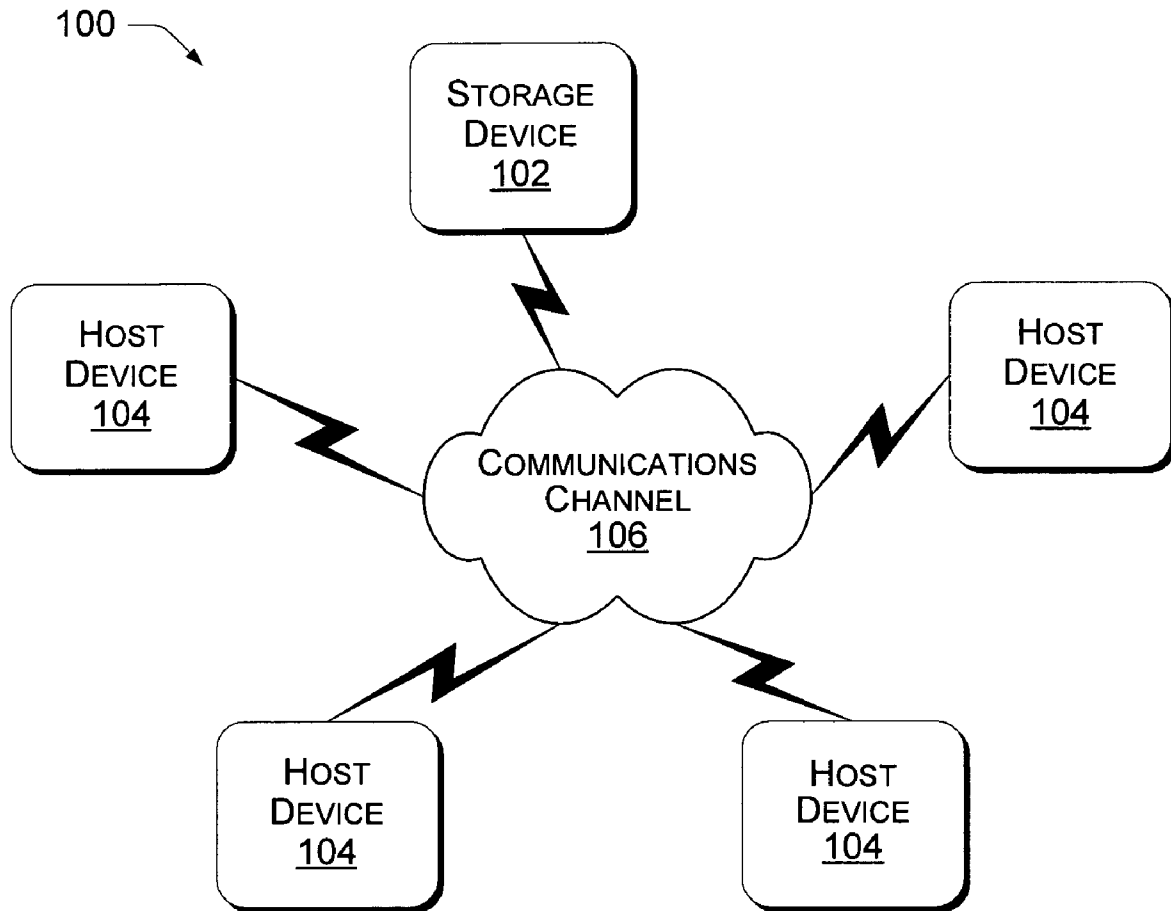 100
STORAGE
DEVICE
102
HOST
DEVICE
104
HOST
DEVICE
104
COMMUNICATIONS
CHANNEL
106
HOST
DEVICE
104
HOST
DEVICE
104